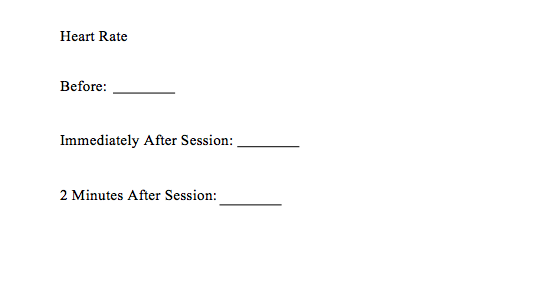 Heart Rate
Before: ________
Immediately After Session: ________
2 Minutes After Session: ________